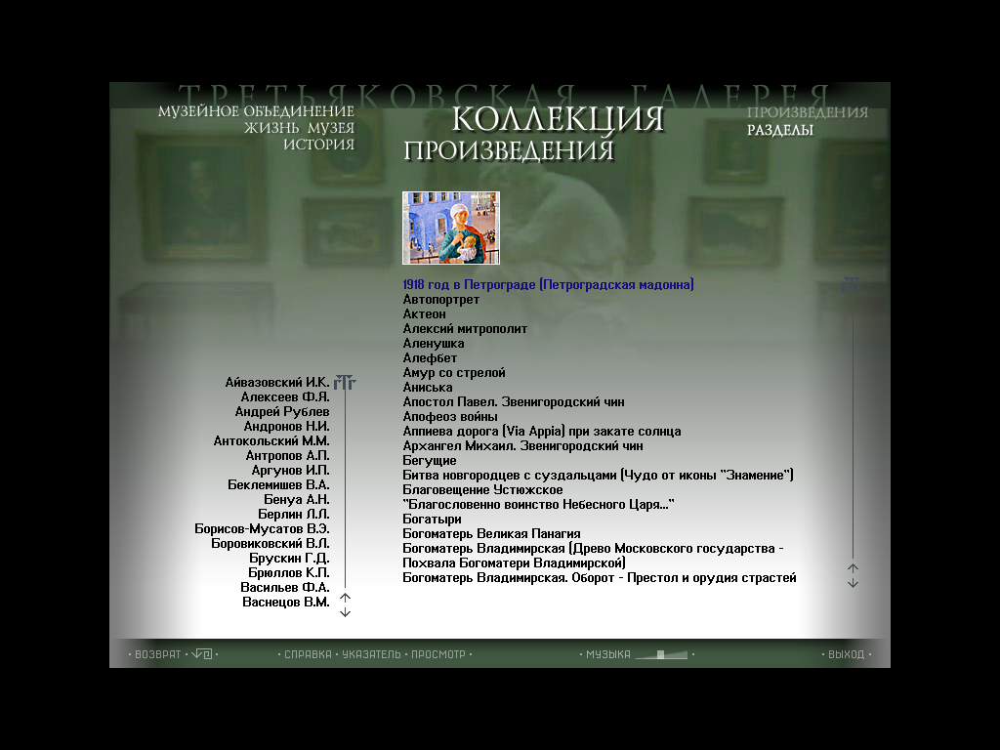 ТРЕТЬЯКОВСКАЯ ГАЛЕРЕЯ
МУЗЕЙНОЕ ОБЪЕДИНЕНИЕ
ЖИЗНЬ МУЗЕЯ
ИСТОРИЯ
КОЛЛЕКЦИЯ
ПРОИЗВЕДЕНИЯ
ПРОИЗВЕДЕНИЯ
РАЗДЕЛЫ
1918 год в Петрограде (Петроградская мадонна)
Автопортрет
Актеон
Алексий митрополит
Аленушка
Алефбет
Амур со стрелой
Аниська
Апостол Павел. Звенигородский чин
Апофеоз войны
Аппиева дорога (Via Appia) при закате солнца
Архангел Михаил. Звенигородский чин
Бегущие
Битва новгородцев с суздальцами (Чудо от иконы "Знамение")
Благовещение Устюжское
"Благословенно воинство Небесного Царя..."
Богатыри
Богоматерь Великая Панагия
Богоматерь Владимирская (Древо Московского государства -
Похвала Богоматери Владимирской)
Богоматерь Владимирская. Оборот - Престол и орудия страстей
Айвазовский И.К.
Алексеев Ф.Я.
Андрей Рублев
Андронов Н.И.
Антокольский М.М.
Антропов А.П.
Аргунов И.П.
Беклемишев В.А.
Бенуа А.Н.
Берлин Л.Л.
Борисов-Мусатов В.Э.
Боровиковский В.Л.
Брускин Г.Д.
Брюллов К.П.
Васильев Ф.А.
Васнецов В.М.
· ВОЗВРАТ · · СПРАВКА · УКАЗАТЕЛЬ · ПРОСМОТР · · МУЗЫКА · · ВЫХОД ·